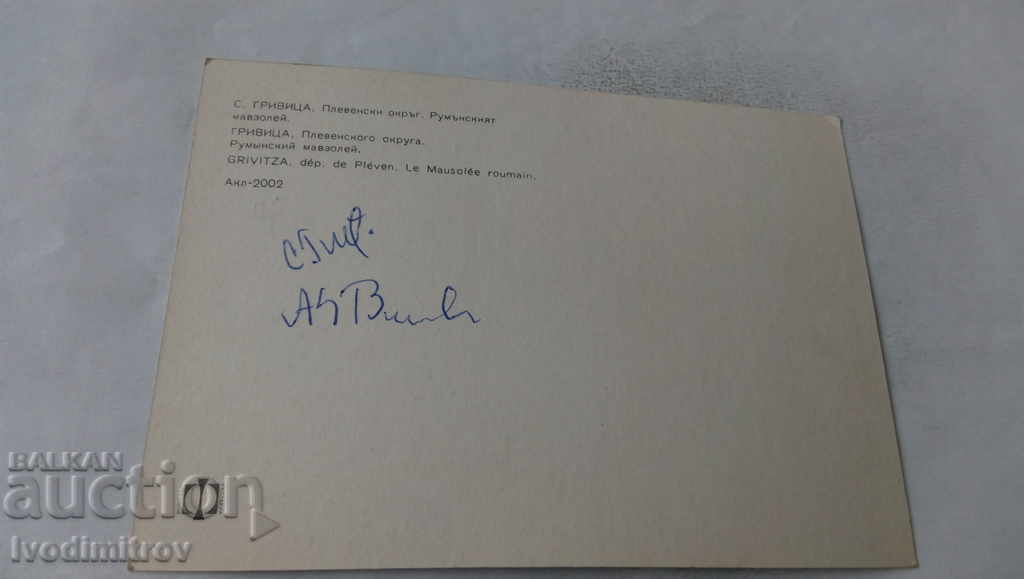 С. ГРИВИЦА, Плевенски окръг. Румънският
мавзолей.
ГРИВИЦА, Плевенского округа.
Румынский мавзолей.
GRIVITZA, dép. de Pléven. Le Mausolée roumain.
Акл-2002
BALKAN
auction
Ivodimitrov